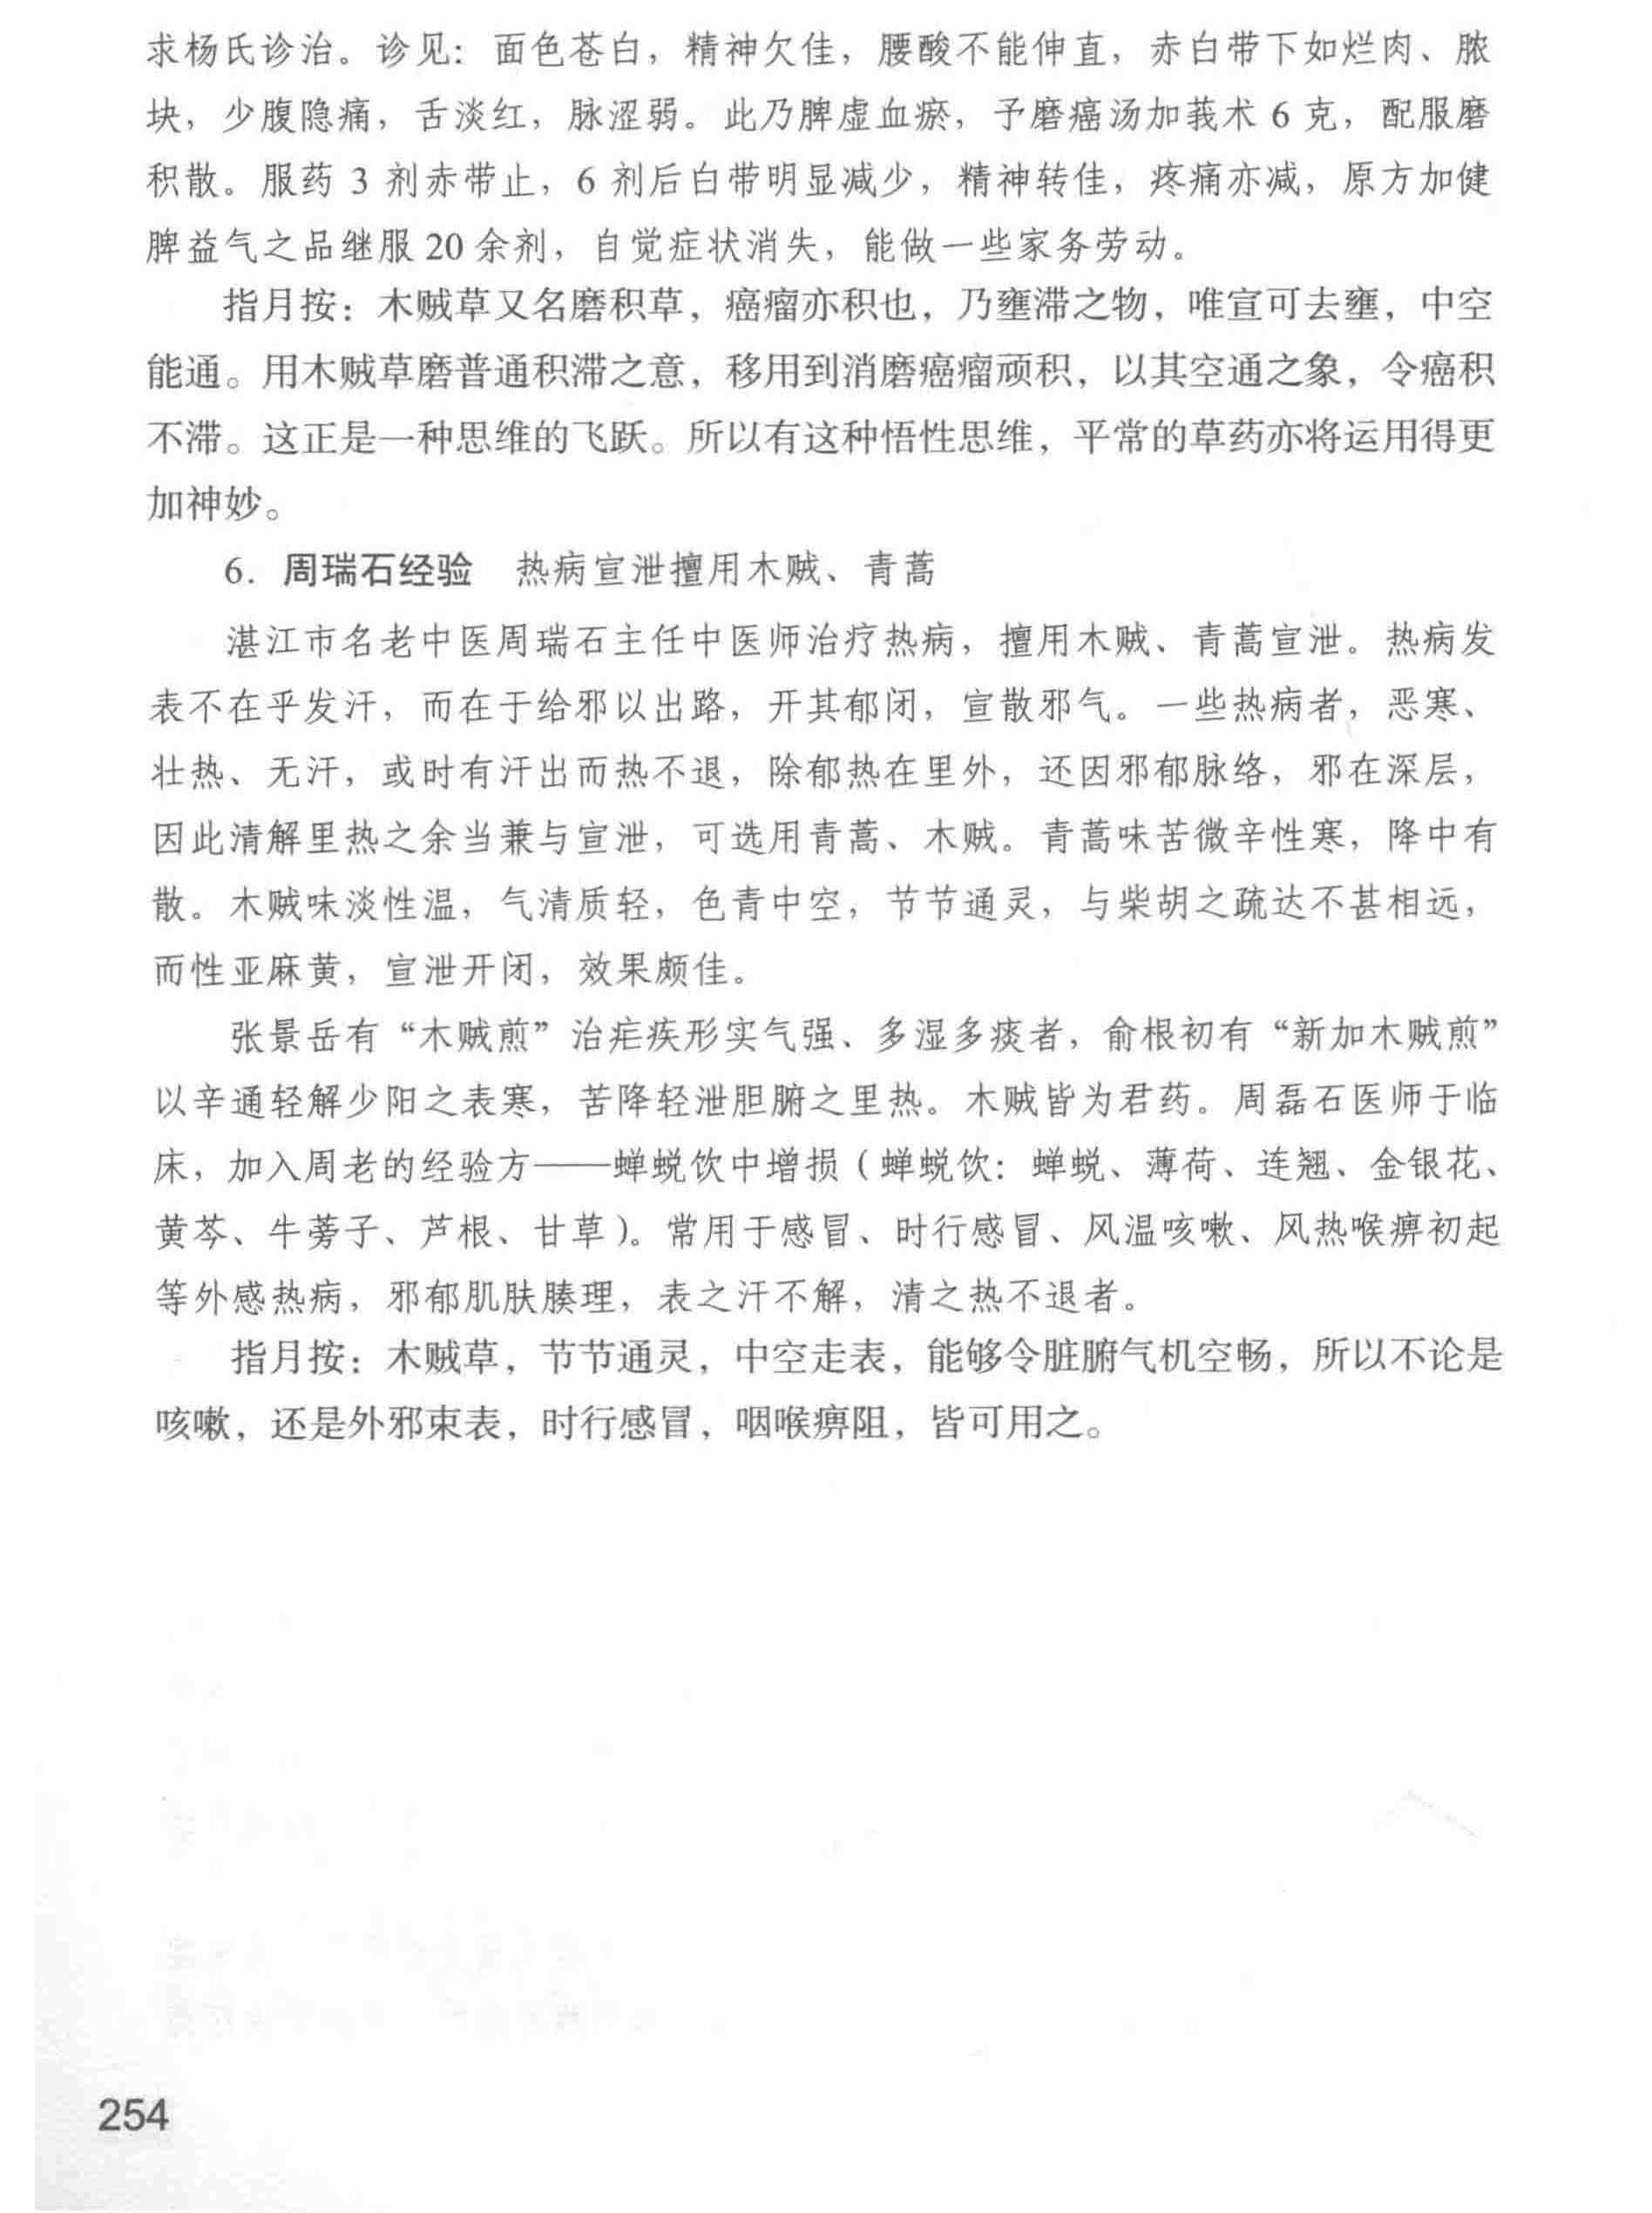 求杨氏诊治。诊见：面色苍白，精神欠佳，腰酸不能伸直，赤白带下如烂肉、脓
块，少腹隐痛，舌淡红，脉涩弱。此乃脾虚血瘀，予磨癌汤加莪术 6 克，配服磨
积散。服药 3 剂赤带止，6 剂后白带明显减少，精神转佳，疼痛亦减，原方加健
脾益气之品继服 20 余剂，自觉症状消失，能做一些家务劳动。
指月按：木贼草又名磨积草，癌瘤亦积也，乃壅滞之物，唯宣可去壅，中空
能通。用木贼草磨普通积滞之意，移用到消磨癌瘤顽积，以其空通之象，令癌积
不滞。这正是一种思维的飞跃。所以有这种悟性思维，平常的草药亦将运用得更
加神妙。
6. 周瑞石经验 热病宣泄擅用木贼、青蒿
湛江市名老中医周瑞石主任中医师治疗热病，擅用木贼、青蒿宣泄。热病发
表不在乎发汗，而在于给邪以出路，开其郁闭，宣散邪气。一些热病者，恶寒、
壮热、无汗，或时有汗出而热不退，除郁热在里外，还因邪郁脉络，邪在深层，
因此清解里热之余当兼与宣泄，可选用青蒿、木贼。青蒿味苦微辛性寒，降中有
散。木贼味淡性温，气清质轻，色青中空，节节通灵，与柴胡之疏达不甚相远，
而性亚麻黄，宣泄开闭，效果颇佳。
张景岳有“木贼煎”治疟疾形实气强、多湿多痰者，俞根初有“新加木贼煎”
以辛通轻解少阳之表寒，苦降轻泄胆腑之里热。木贼皆为君药。周磊石医师于临
床，加入周老的经验方——蝉蜕饮中增损（蝉蜕饮：蝉蜕、薄荷、连翘、金银花、
黄芩、牛蒡子、芦根、甘草）。常用于感冒、时行感冒、风温咳嗽、风热喉痹初起
等外感热病，邪郁肌肤腠理，表之汗不解，清之热不退者。
指月按：木贼草，节节通灵，中空走表，能够令脏腑气机空畅，所以不论是
咳嗽，还是外邪束表，时行感冒，咽喉痹阻，皆可用之。
254